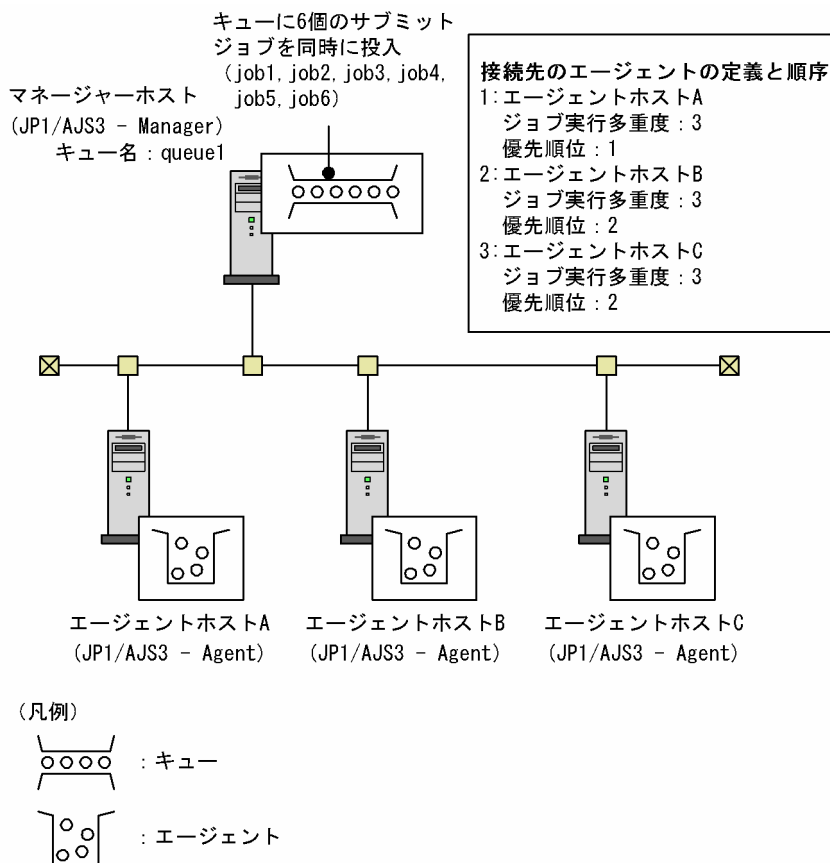 キューに6個のサブミット
ジョブを同時に投入
(job1, job2, job3, job4,
job5, job6)
マネージャーホスト
(JP1/AJS3 - Manager)
キュー名：queue1
接続先のエージェントの定義と順序
1:エージェントホストA
ジョブ実行多重度：3
優先順位：1
2:エージェントホストB
ジョブ実行多重度：3
優先順位：2
3:エージェントホストC
ジョブ実行多重度：3
優先順位：2
エージェントホストA
(JP1/AJS3 - Agent)
エージェントホストB
(JP1/AJS3 - Agent)
エージェントホストC
(JP1/AJS3 - Agent)
(凡例)
：キュー
：エージェント